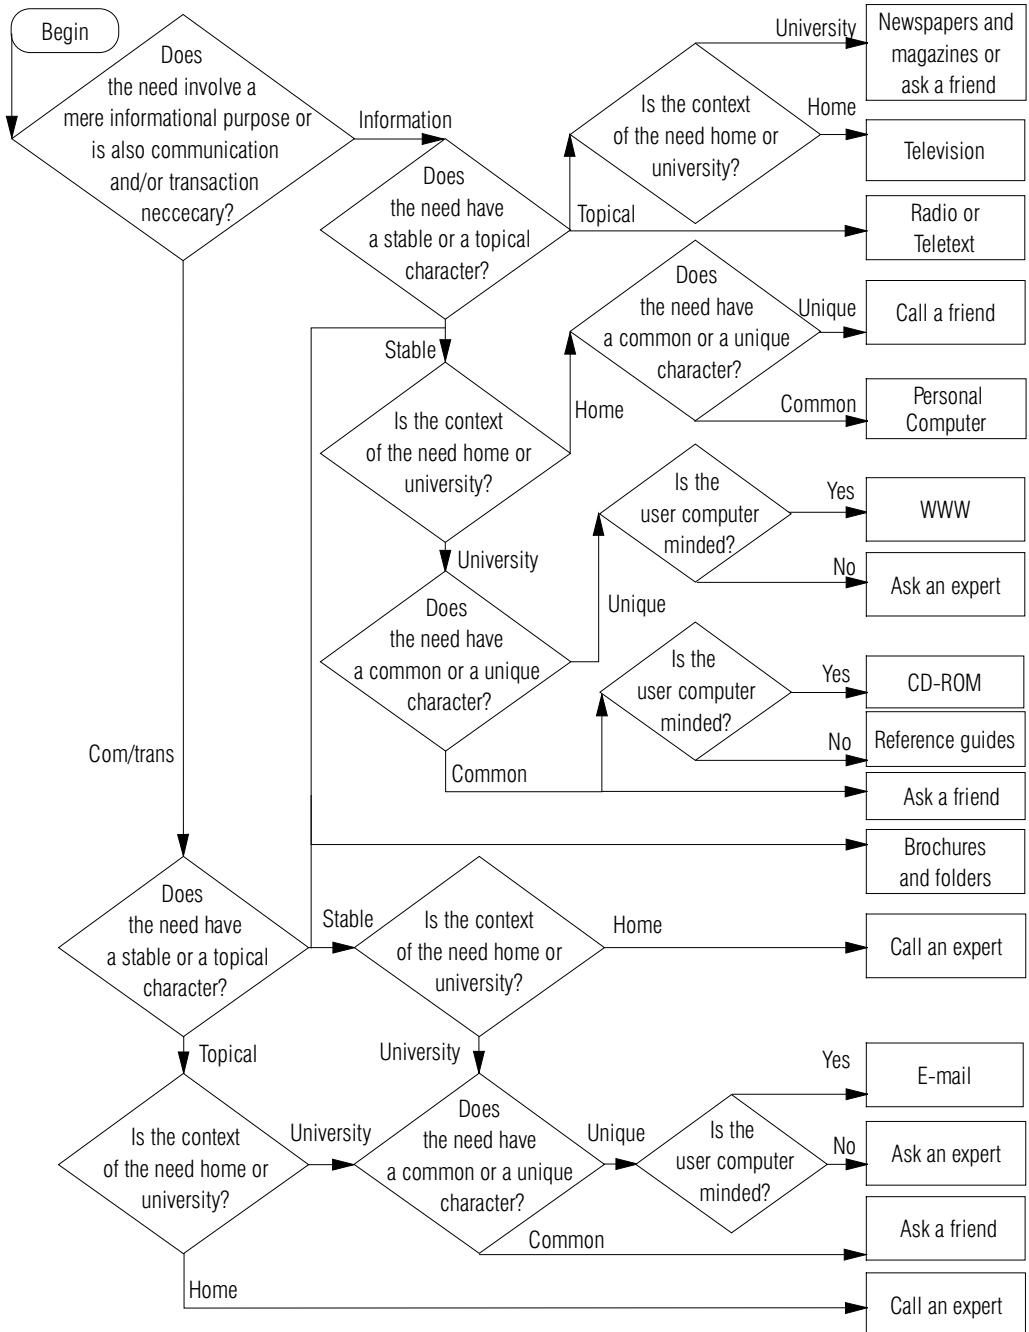 Begin
Does
the need involve a
mere informational purpose or
is also communication
and/or transaction
neccecary?
Information
Does
the need have
a stable or a topical
character?
Topical
Is the context
of the need home or
university?
University
Newspapers and
magazines or
ask a friend
Home
Television
Radio or
Teletext
Stable
Is the context
of the need home or
university?
Home
Does
the need have
a common or a unique
character?
Unique
Call a friend
Common
Personal
Computer
University
Does
the need have
a common or a unique
character?
Unique
Is the
user computer
minded?
Yes
WWW
No
Ask an expert
Common
Is the
user computer
minded?
Yes
CD-ROM
No
Reference guides
Ask a friend
Brochures
and folders
Com/trans
Does
the need have
a stable or a topical
character?
Stable
Is the context
of the need home or
university?
Home
Call an expert
Topical
University
Is the context
of the need home or
university?
University
Does
the need have
a common or a unique
character?
Unique
Is the
user computer
minded?
Yes
E-mail
No
Ask an expert
Common
Ask a friend
Home
Call an expert